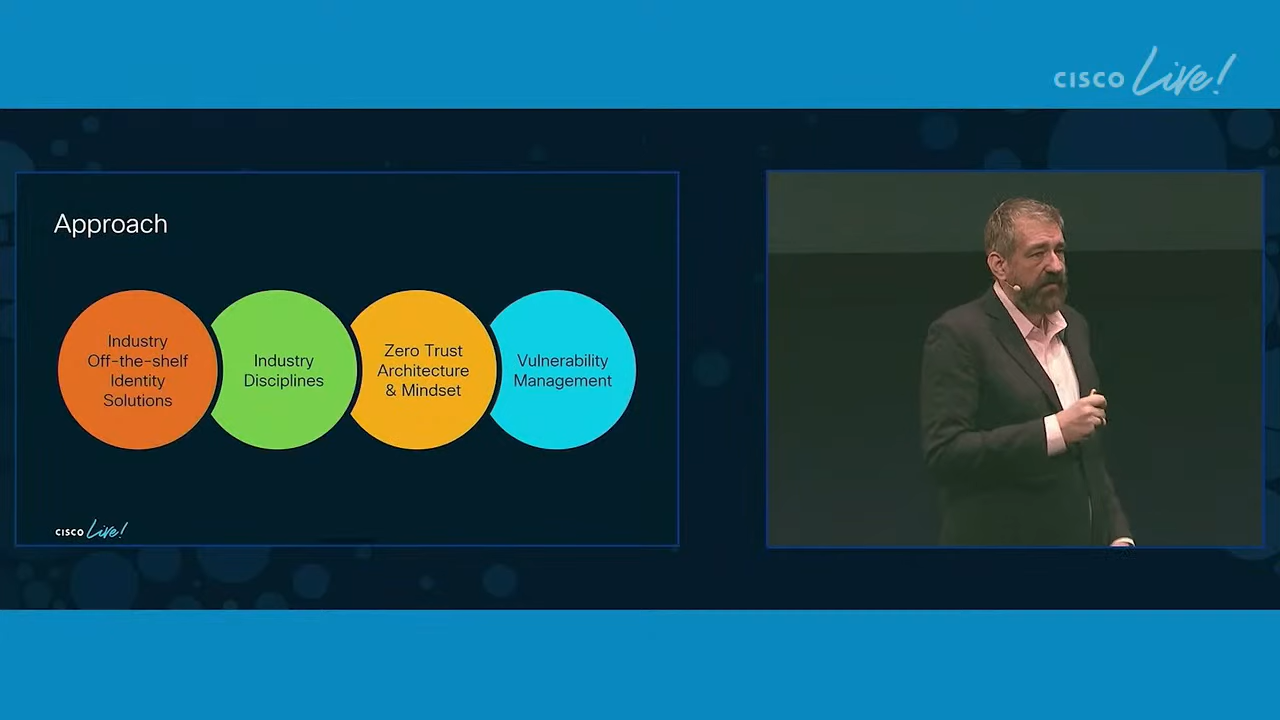 CISCO Live!
Approach
Industry
Off-the-shelf
Identity
Solutions
Industry
Disciplines
Zero Trust
Architecture
& Mindset
Vulnerability
Management
CISCO Live!